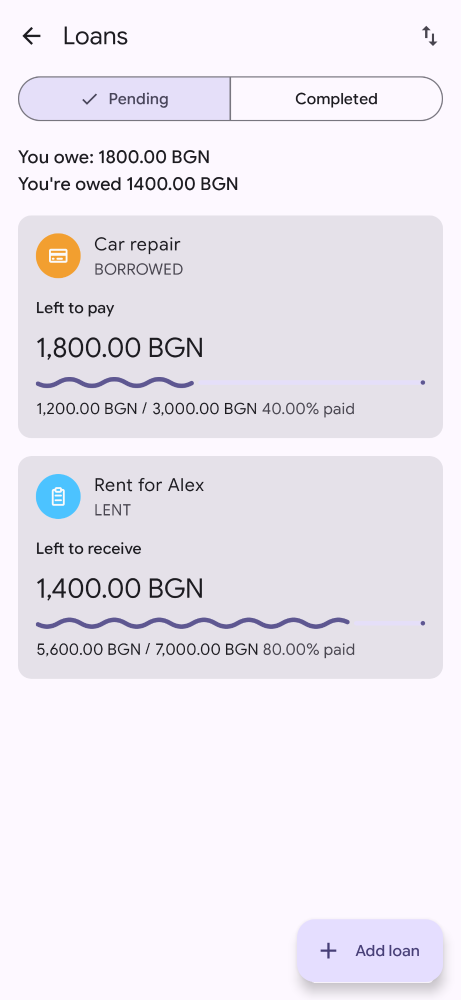 Loans
Pending
Completed
You owe: 1800.00 BGN
You're owed 1400.00 BGN
Car repair
BORROWED
Left to pay
1,800.00 BGN
1,200.00 BGN / 3,000.00 BGN 40.00% paid
Rent for Alex
LENT
Left to receive
1,400.00 BGN
5,600.00 BGN / 7,000.00 BGN 80.00% paid
Add loan